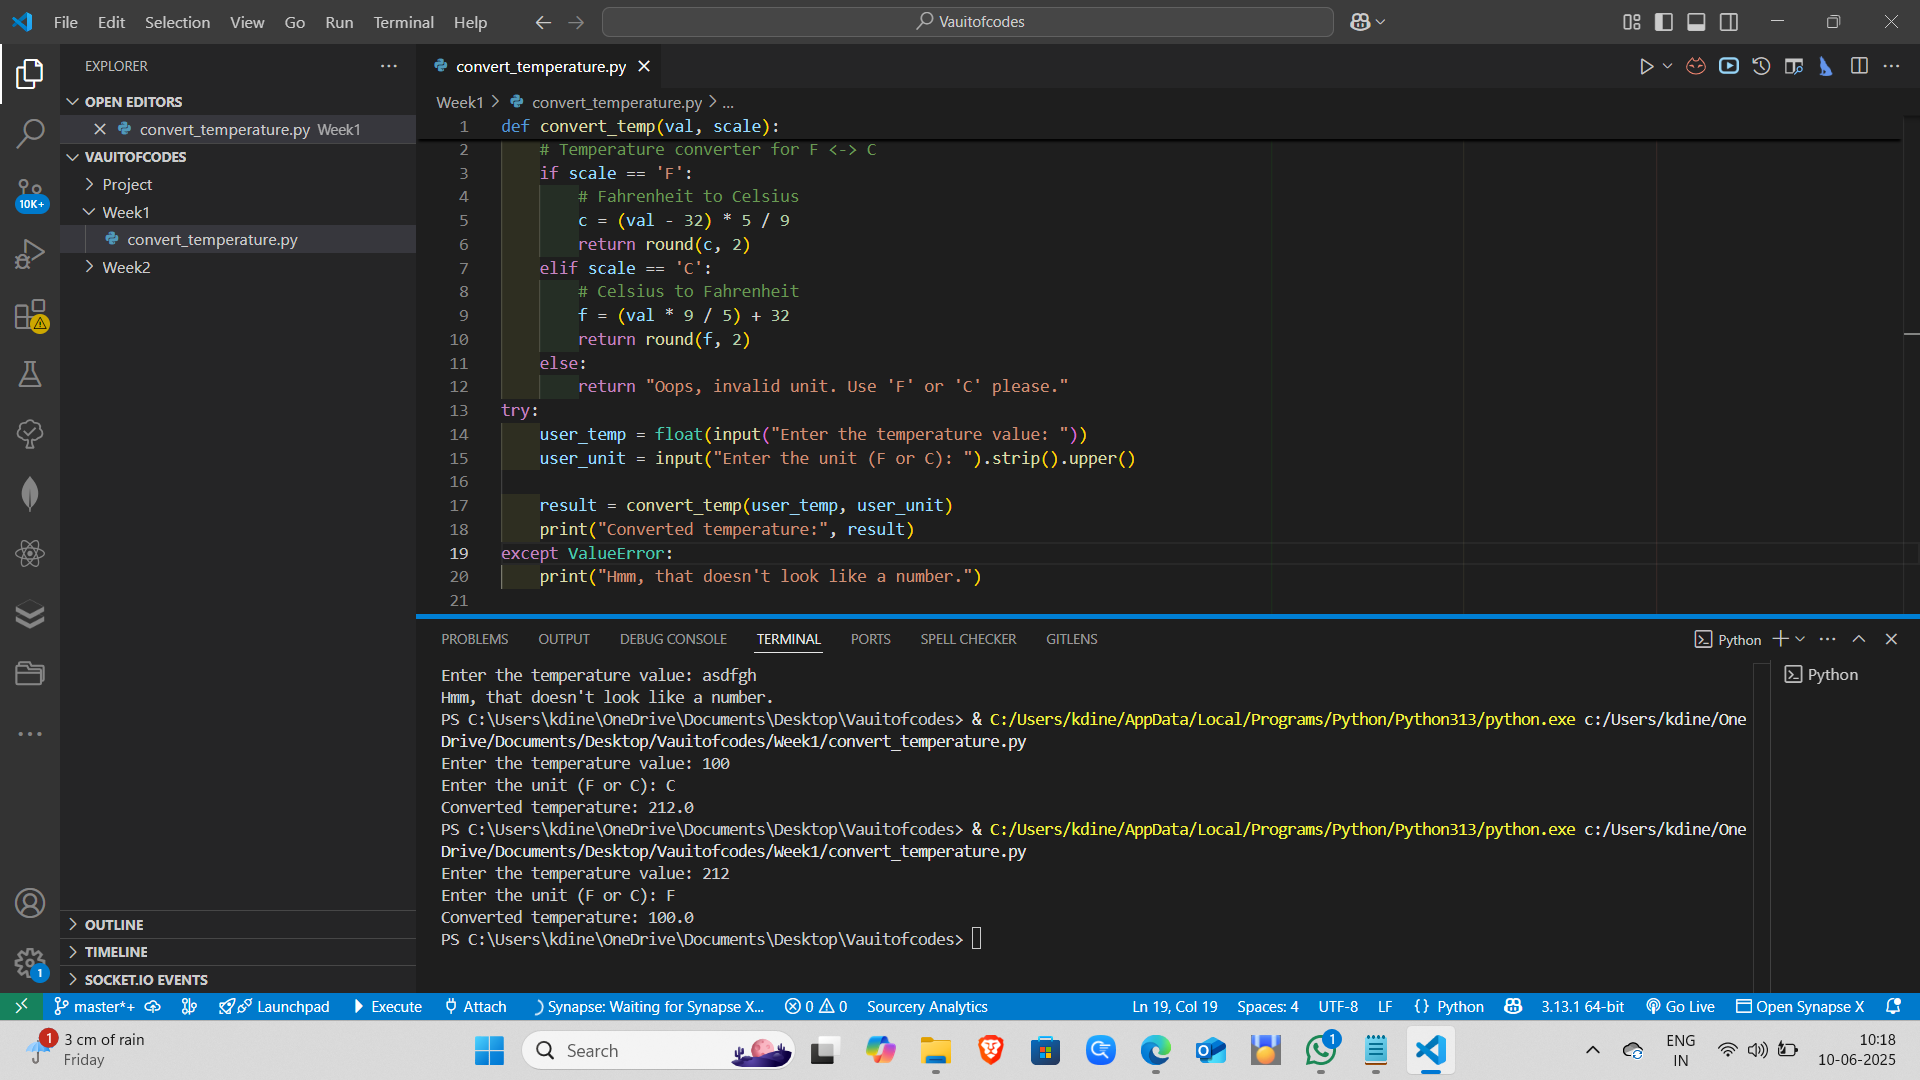 File Edit Selection View Go Run Terminal Help
Vauitofcodes
EXPLORER
OPEN EDITORS
convert_temperature.py Week1
VAUITOFCODES
Project
Week1
convert_temperature.py
Week2
10K+
OUTLINE
TIMELINE
SOCKET.IO EVENTS
1
convert_temperature.py
Week1 > convert_temperature.py > ...
1 def convert_temp(val, scale):
2 # Temperature converter for F <-> C
3 if scale == 'F':
4 # Fahrenheit to Celsius
5 c = (val - 32) * 5 / 9
6 return round(c, 2)
7 elif scale == 'C':
8 # Celsius to Fahrenheit
9 f = (val * 9 / 5) + 32
10 return round(f, 2)
11 else:
12 return "Oops, invalid unit. Use 'F' or 'C' please."
13 try:
14 user_temp = float(input("Enter the temperature value: "))
15 user_unit = input("Enter the unit (F or C): ").strip().upper()
16
17 result = convert_temp(user_temp, user_unit)
18 print("Converted temperature:", result)
19 except ValueError:
20 print("Hmm, that doesn't look like a number.")
21
PROBLEMS OUTPUT DEBUG CONSOLE TERMINAL PORTS SPELL CHECKER GITLENS
Python
Python
Enter the temperature value: asdfgh
Hmm, that doesn't look like a number.
PS C:\Users\kdine\OneDrive\Documents\Desktop\Vauitofcodes> & C:/Users/kdine/AppData/Local/Programs/Python/Python313/python.exe c:/Users/kdine/One
Drive/Documents/Desktop/Vauitofcodes/Week1/convert_temperature.py
Enter the temperature value: 100
Enter the unit (F or C): C
Converted temperature: 212.0
PS C:\Users\kdine\OneDrive\Documents\Desktop\Vauitofcodes> & C:/Users/kdine/AppData/Local/Programs/Python/Python313/python.exe c:/Users/kdine/One
Drive/Documents/Desktop/Vauitofcodes/Week1/convert_temperature.py
Enter the temperature value: 212
Enter the unit (F or C): F
Converted temperature: 100.0
PS C:\Users\kdine\OneDrive\Documents\Desktop\Vauitofcodes>
master*+ Launchpad Execute Attach Synapse: Waiting for Synapse X... 0 0 Sourcery Analytics Ln 19, Col 19 Spaces: 4 UTF-8 LF {} Python 3.13.1 64-bit Go Live Open Synapse X
1 3 cm of rain
Friday
Search
1
ENG
IN
10:18
10-06-2025